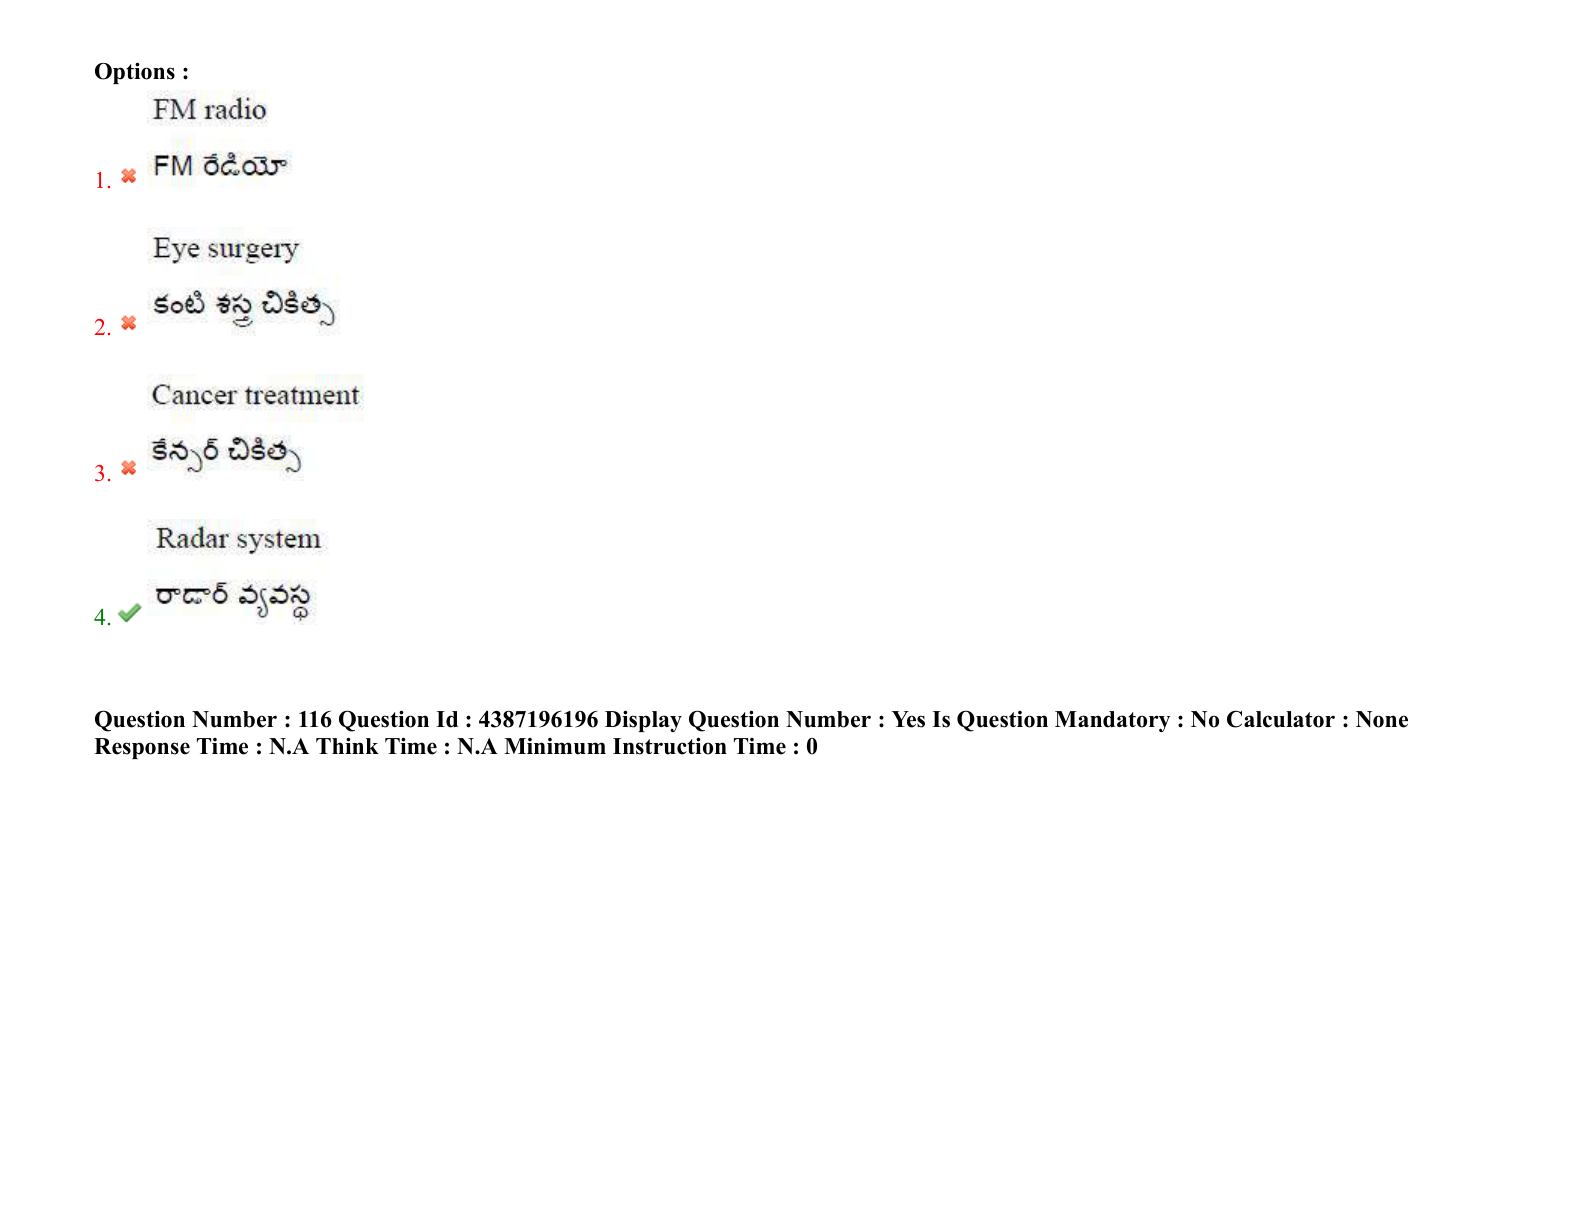 Options :
FM radio
1. FM రేడియో
Eye surgery
2. కంటి శస్త్ర చికిత్స
Cancer treatment
3. కేన్సర్ చికిత్స
Radar system
4. రాడార్ వ్యవస్థ
Question Number : 116 Question Id : 4387196196 Display Question Number : Yes Is Question Mandatory : No Calculator : None
Response Time : N.A Think Time : N.A Minimum Instruction Time : 0